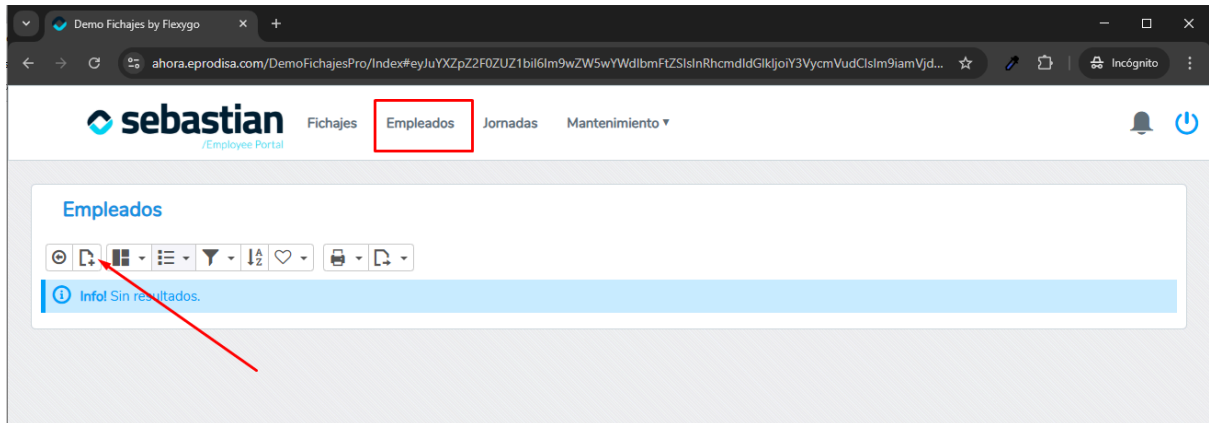 Demo Fichajes by Flexygo
ahora.eprodisa.com/DemoFichajesPro/Index#eyJuYXZpZ2F0ZUZ1biI6Im9wZW5wYWdlbmFtZSIsInRhcmdldGlkIjoiY3VycmVudCIsIm9iamVjd...
Incógnito
sebastian
/Employee Portal
Fichajes Empleados Jornadas Mantenimiento ▾
Empleados
Info! Sin resultados.